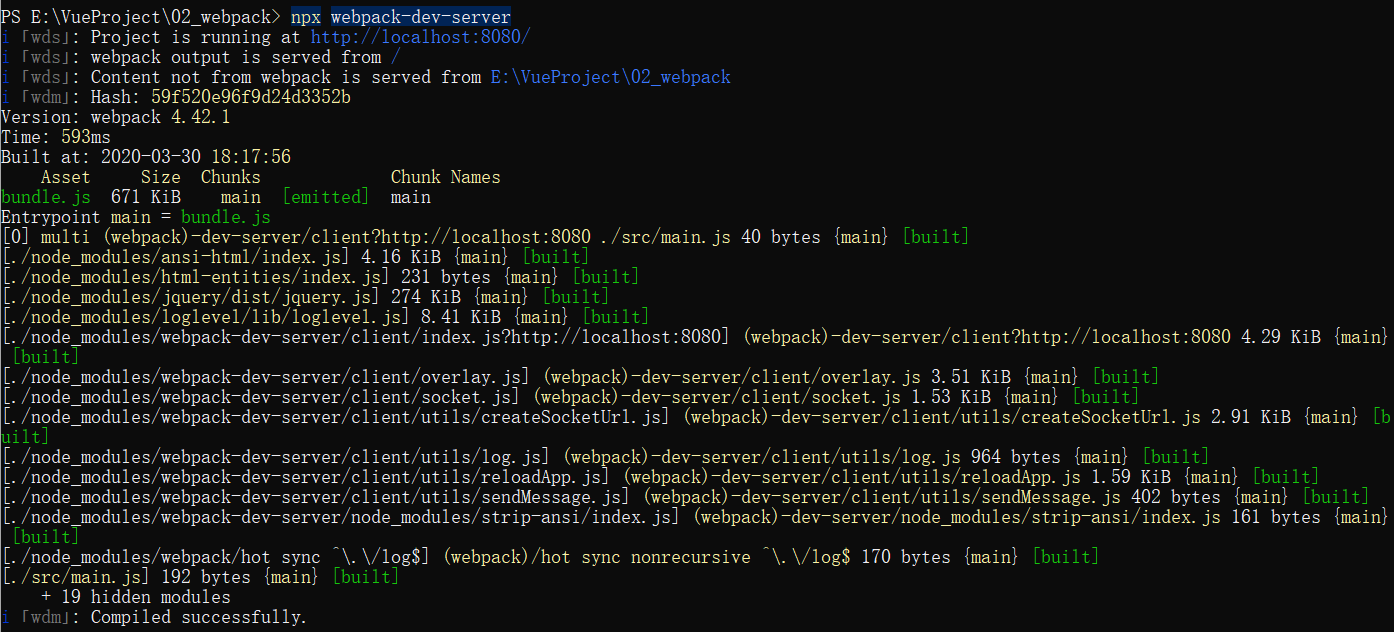 PS E:\VueProject\02_webpack> npx webpack-dev-server
i ｢wds｣: Project is running at http://localhost:8080/
i ｢wds｣: webpack output is served from /
i ｢wds｣: Content not from webpack is served from E:\VueProject\02_webpack
i ｢wdm｣: Hash: 59f520e96f9d24d3352b
Version: webpack 4.42.1
Time: 593ms
Built at: 2020-03-30 18:17:56
    Asset     Size  Chunks             Chunk Names
bundle.js  671 KiB    main  [emitted]  main
Entrypoint main = bundle.js
[0] multi (webpack)-dev-server/client?http://localhost:8080 ./src/main.js 40 bytes {main} [built]
[./node_modules/ansi-html/index.js] 4.16 KiB {main} [built]
[./node_modules/html-entities/index.js] 231 bytes {main} [built]
[./node_modules/jquery/dist/jquery.js] 274 KiB {main} [built]
[./node_modules/loglevel/lib/loglevel.js] 8.41 KiB {main} [built]
[./node_modules/webpack-dev-server/client/index.js?http://localhost:8080] (webpack)-dev-server/client?http://localhost:8080 4.29 KiB {main}
 [built]
[./node_modules/webpack-dev-server/client/overlay.js] (webpack)-dev-server/client/overlay.js 3.51 KiB {main} [built]
[./node_modules/webpack-dev-server/client/socket.js] (webpack)-dev-server/client/socket.js 1.53 KiB {main} [built]
[./node_modules/webpack-dev-server/client/utils/createSocketUrl.js] (webpack)-dev-server/client/utils/createSocketUrl.js 2.91 KiB {main} [b
uilt]
[./node_modules/webpack-dev-server/client/utils/log.js] (webpack)-dev-server/client/utils/log.js 964 bytes {main} [built]
[./node_modules/webpack-dev-server/client/utils/reloadApp.js] (webpack)-dev-server/client/utils/reloadApp.js 1.59 KiB {main} [built]
[./node_modules/webpack-dev-server/client/utils/sendMessage.js] (webpack)-dev-server/client/utils/sendMessage.js 402 bytes {main} [built]
[./node_modules/webpack-dev-server/node_modules/strip-ansi/index.js] (webpack)-dev-server/node_modules/strip-ansi/index.js 161 bytes {main}
 [built]
[./node_modules/webpack/hot sync ^\.\/log$] (webpack)/hot sync nonrecursive ^\.\/log$ 170 bytes {main} [built]
[./src/main.js] 192 bytes {main} [built]
    + 19 hidden modules
i ｢wdm｣: Compiled successfully.